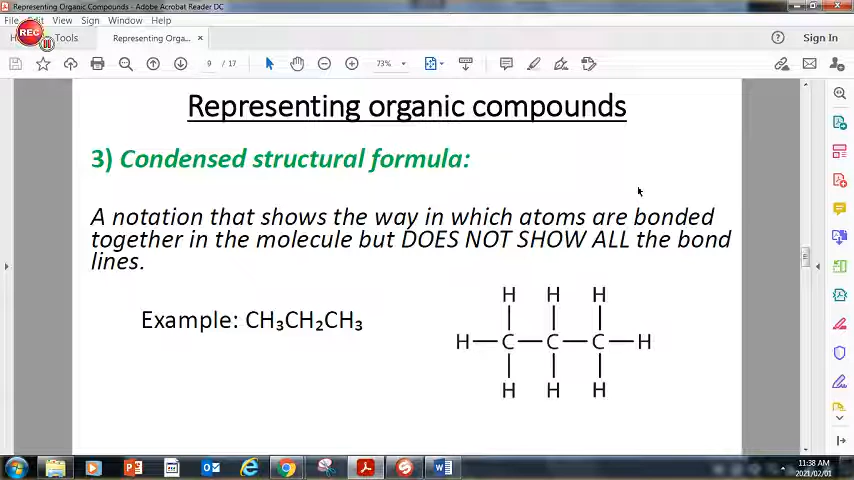 Representing Organic Compounds - Adobe Acrobat Reader DC
File Edit View Sign Window Help
REC
Tools
Representing Orga... ×
Sign In
9 / 17
73%
Representing organic compounds
3) Condensed structural formula:
A notation that shows the way in which atoms are bonded
together in the molecule but DOES NOT SHOW ALL the bond
lines.
Example: CH₃CH₂CH₃
H H H
H—C—C—C—H
H H H
11:38 AM
2021/02/01